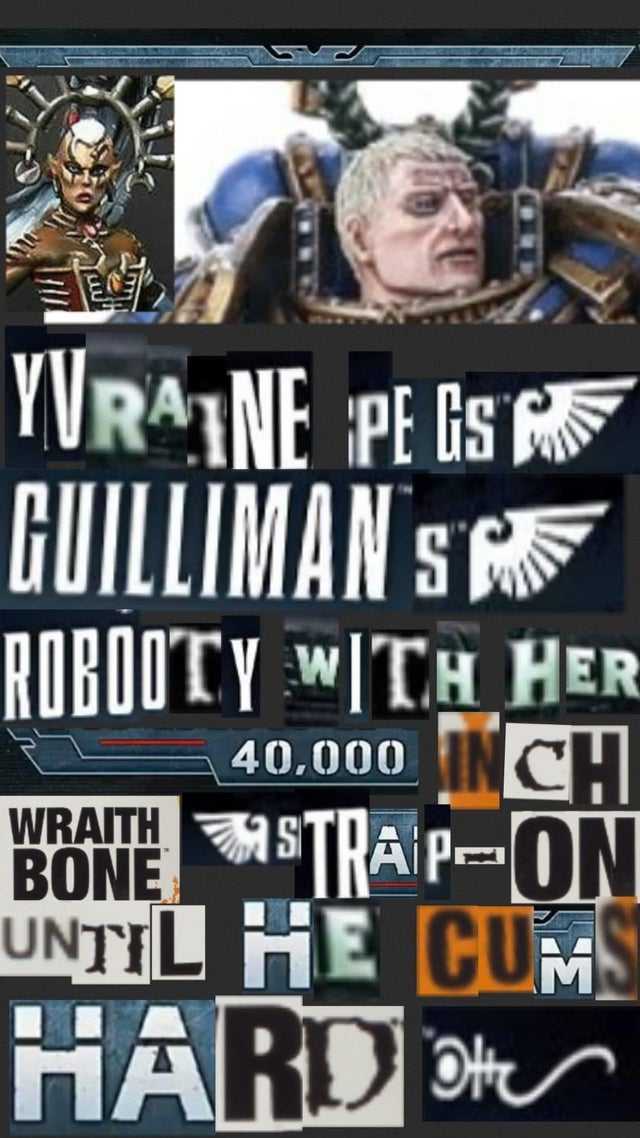 YVRAINE PEGS
GUILLIMAN'S
ROBOOTY WITH HER
40,000 INCH
WRAITH BONE STRAP-ON
UNTIL HE CUMS
HARD